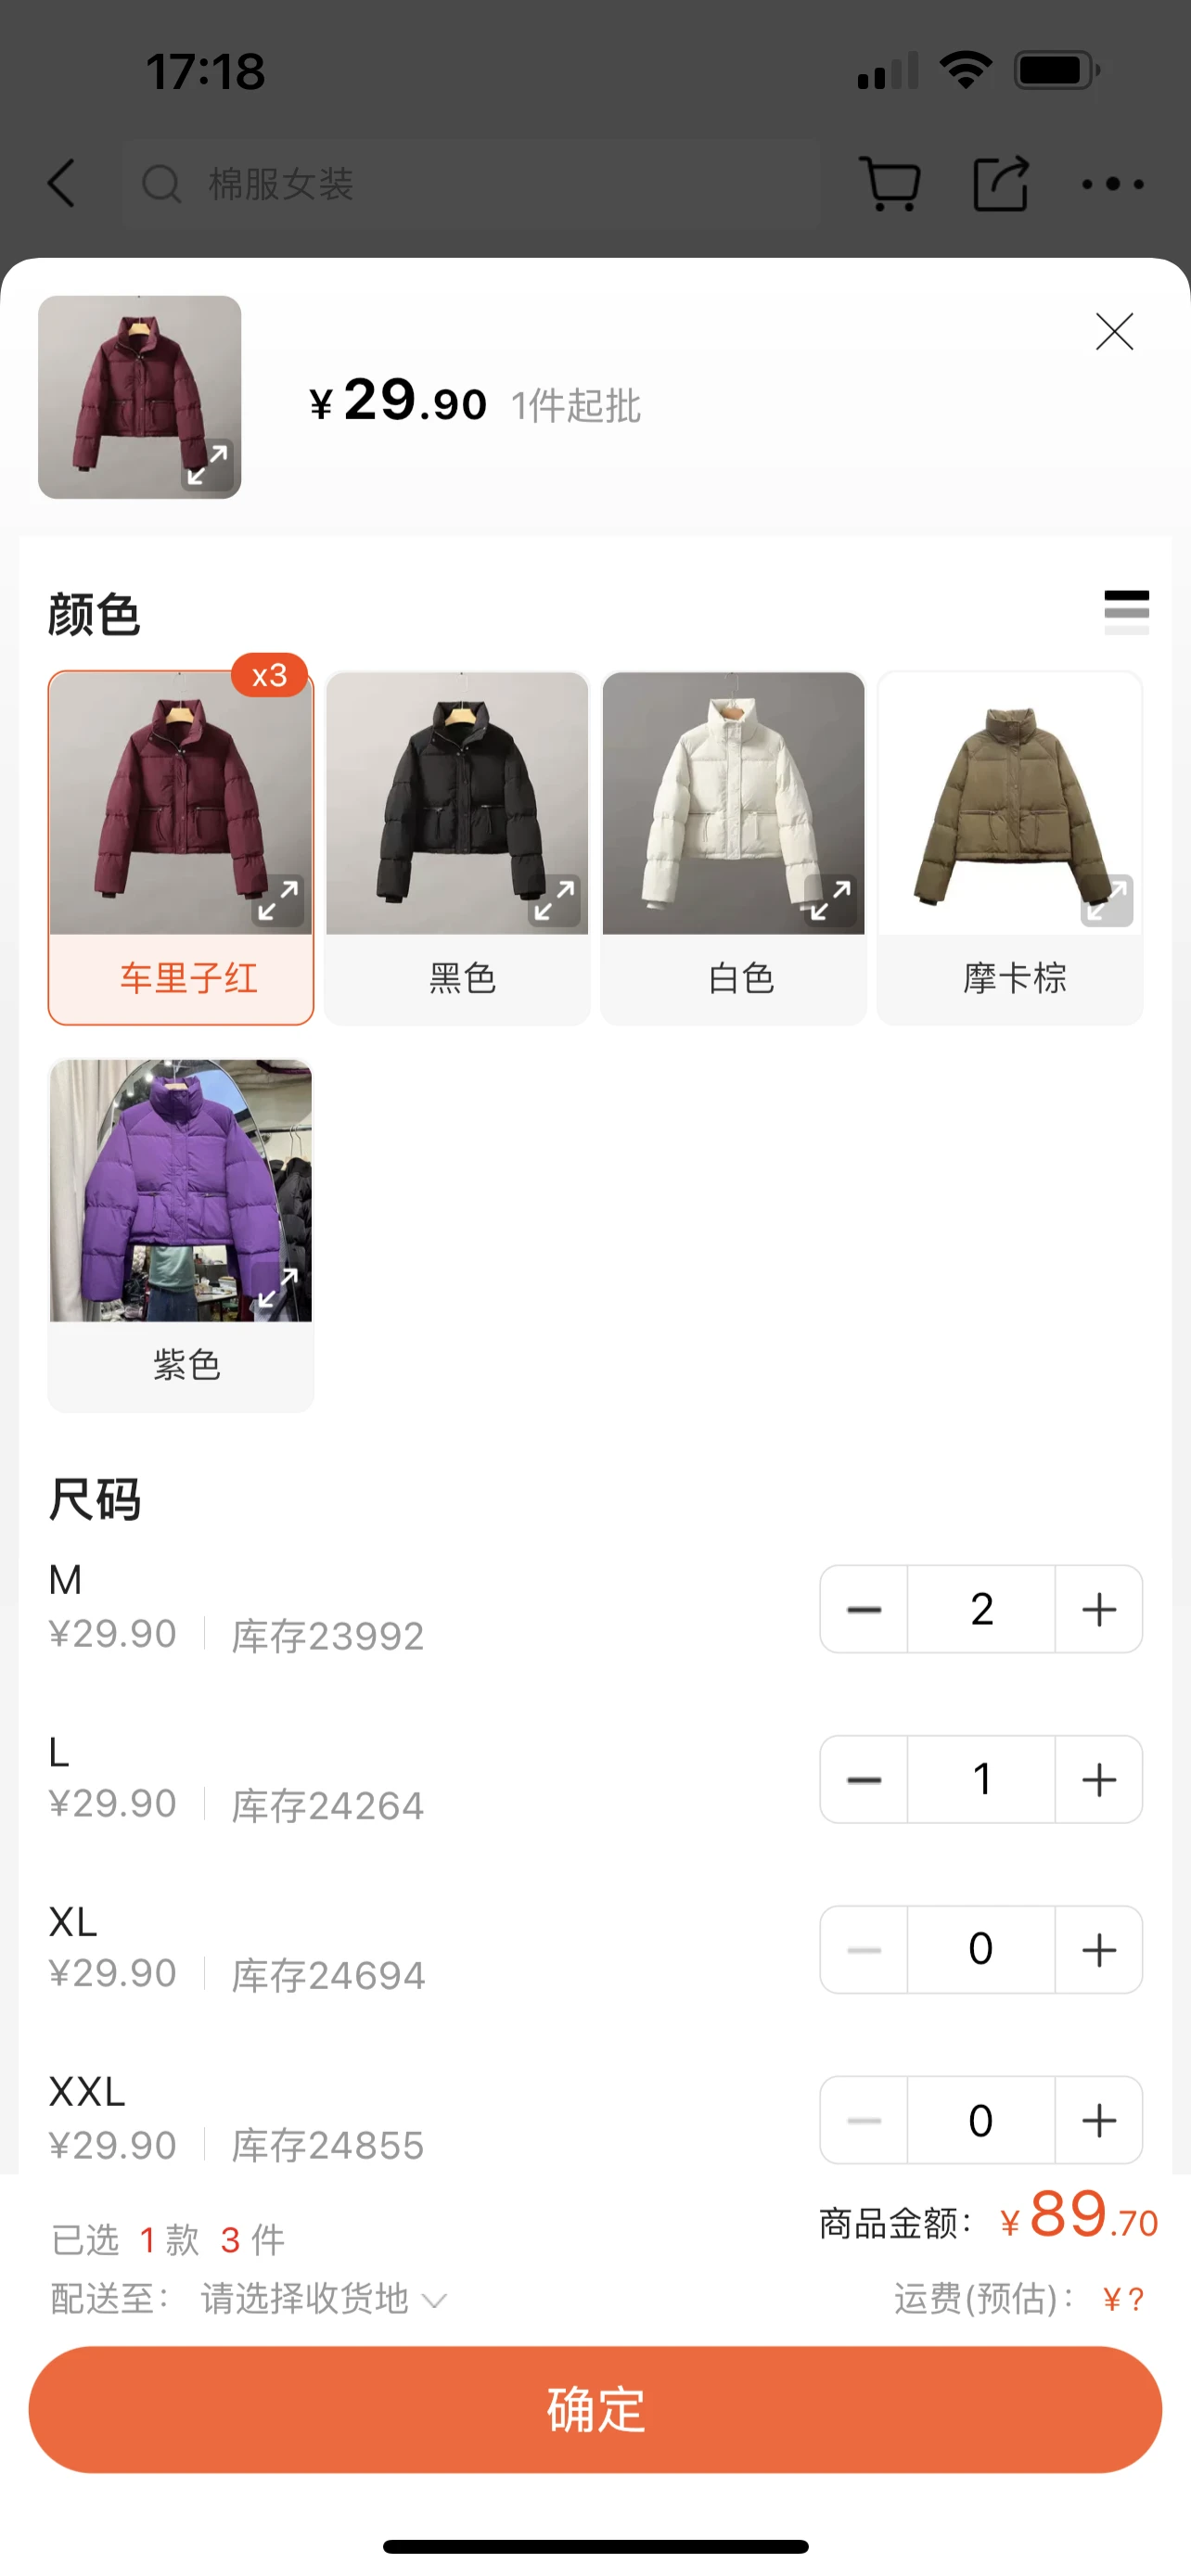 17:18
棉服女装
¥29.90 1件起批
颜色
x3
车里子红
黑色
白色
摩卡棕
紫色
尺码
M
¥29.90 库存23992
2
L
¥29.90 库存24264
1
XL
¥29.90 库存24694
0
XXL
¥29.90 库存24855
0
已选 1 款 3 件
商品金额: ¥89.70
配送至: 请选择收货地
运费(预估): ¥?
确定